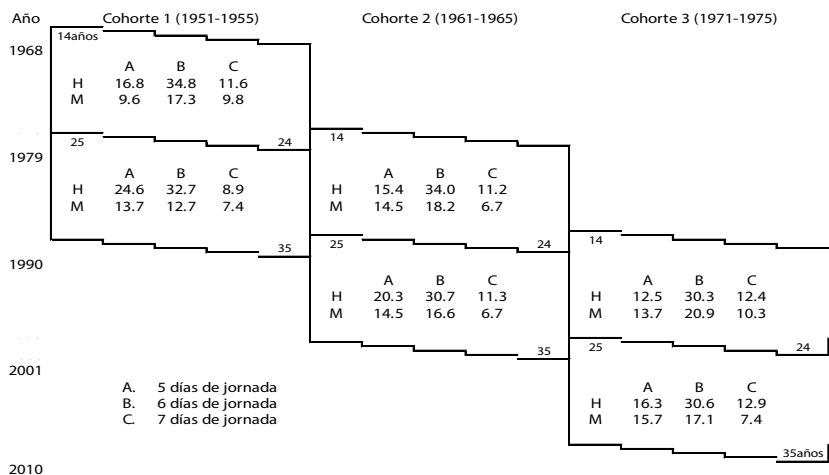 Año Cohorte 1 (1951-1955) Cohorte 2 (1961-1965) Cohorte 3 (1971-1975)
14años
1968
A B C
H 16.8 34.8 11.6
M 9.6 17.3 9.8
25 24 14
1979
A B C
H 24.6 32.7 8.9
M 13.7 12.7 7.4
A B C
H 15.4 34.0 11.2
M 14.5 18.2 6.7
35 25 24 14
1990
A B C
H 20.3 30.7 11.3
M 14.5 16.6 6.7
A B C
H 12.5 30.3 12.4
M 13.7 20.9 10.3
35 25 24
2001
A. 5 días de jornada
B. 6 días de jornada
C. 7 días de jornada
A B C
H 16.3 30.6 12.9
M 15.7 17.1 7.4
35años
2010